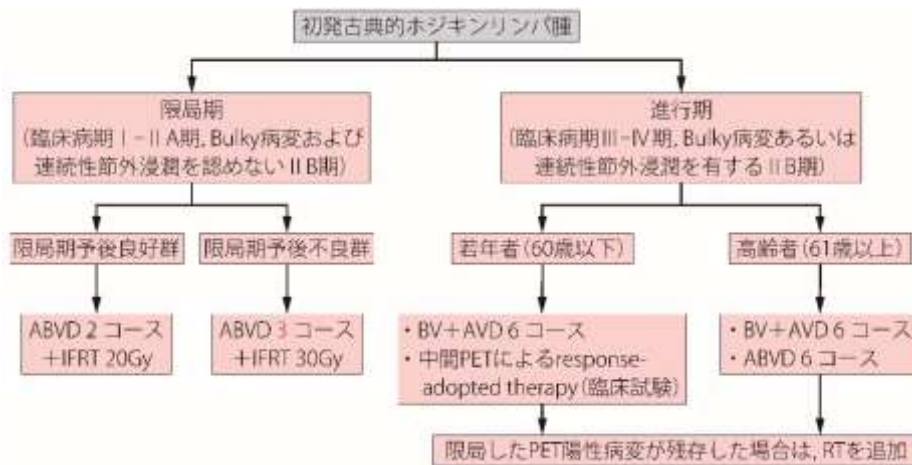 初発古典的ホジキンリンパ腫
限局期
(臨床病期Ⅰ-ⅡA期, Bulky病変および
連続性節外浸潤を認めないⅡB期)
進行期
(臨床病期Ⅲ-Ⅳ期, Bulky病変あるいは
連続性節外浸潤を有するⅡB期)
限局期予後良好群
限局期予後不良群
若年者(60歳以下)
高齢者(61歳以上)
ABVD 2 コース
+IFRT 20Gy
ABVD 3 コース
+IFRT 30Gy
・BV+AVD 6 コース
・中間PETによるresponse-
adopted therapy(臨床試験)
・BV+AVD 6 コース
・ABVD 6 コース
限局したPET陽性病変が残存した場合は, RTを追加